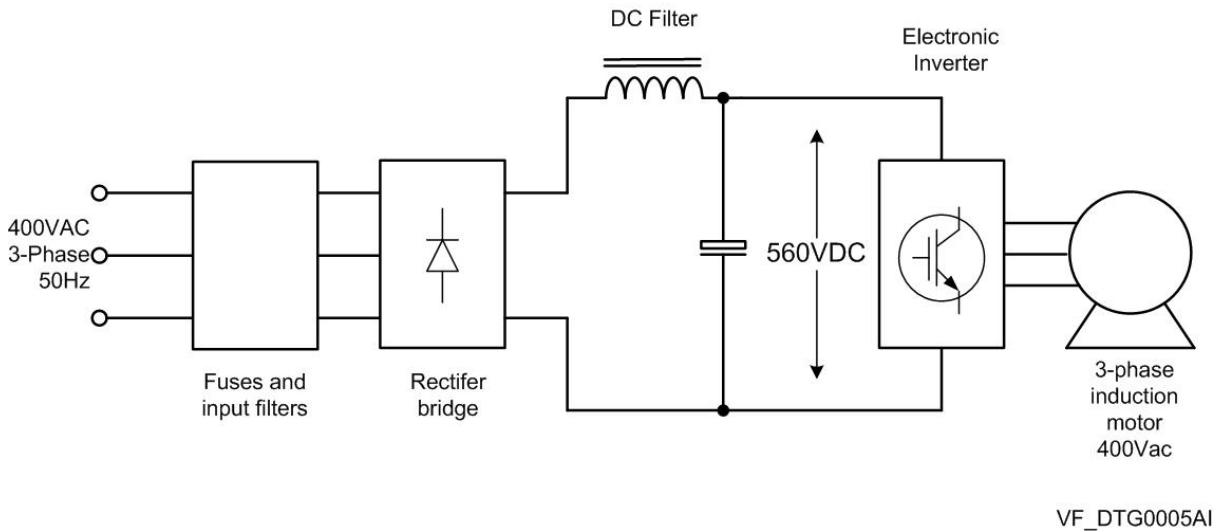 DC Filter
Electronic
Inverter
400VAC
3-Phase
50Hz
560VDC
Fuses and
input filters
Rectifer
bridge
3-phase
induction
motor
400Vac
VF_DTG0005AI